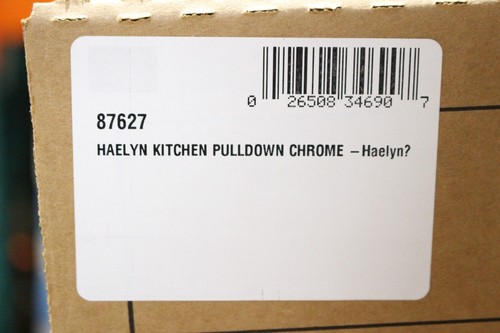 0 26508 34690 7
87627
HAELYN KITCHEN PULLDOWN CHROME – Haelyn?